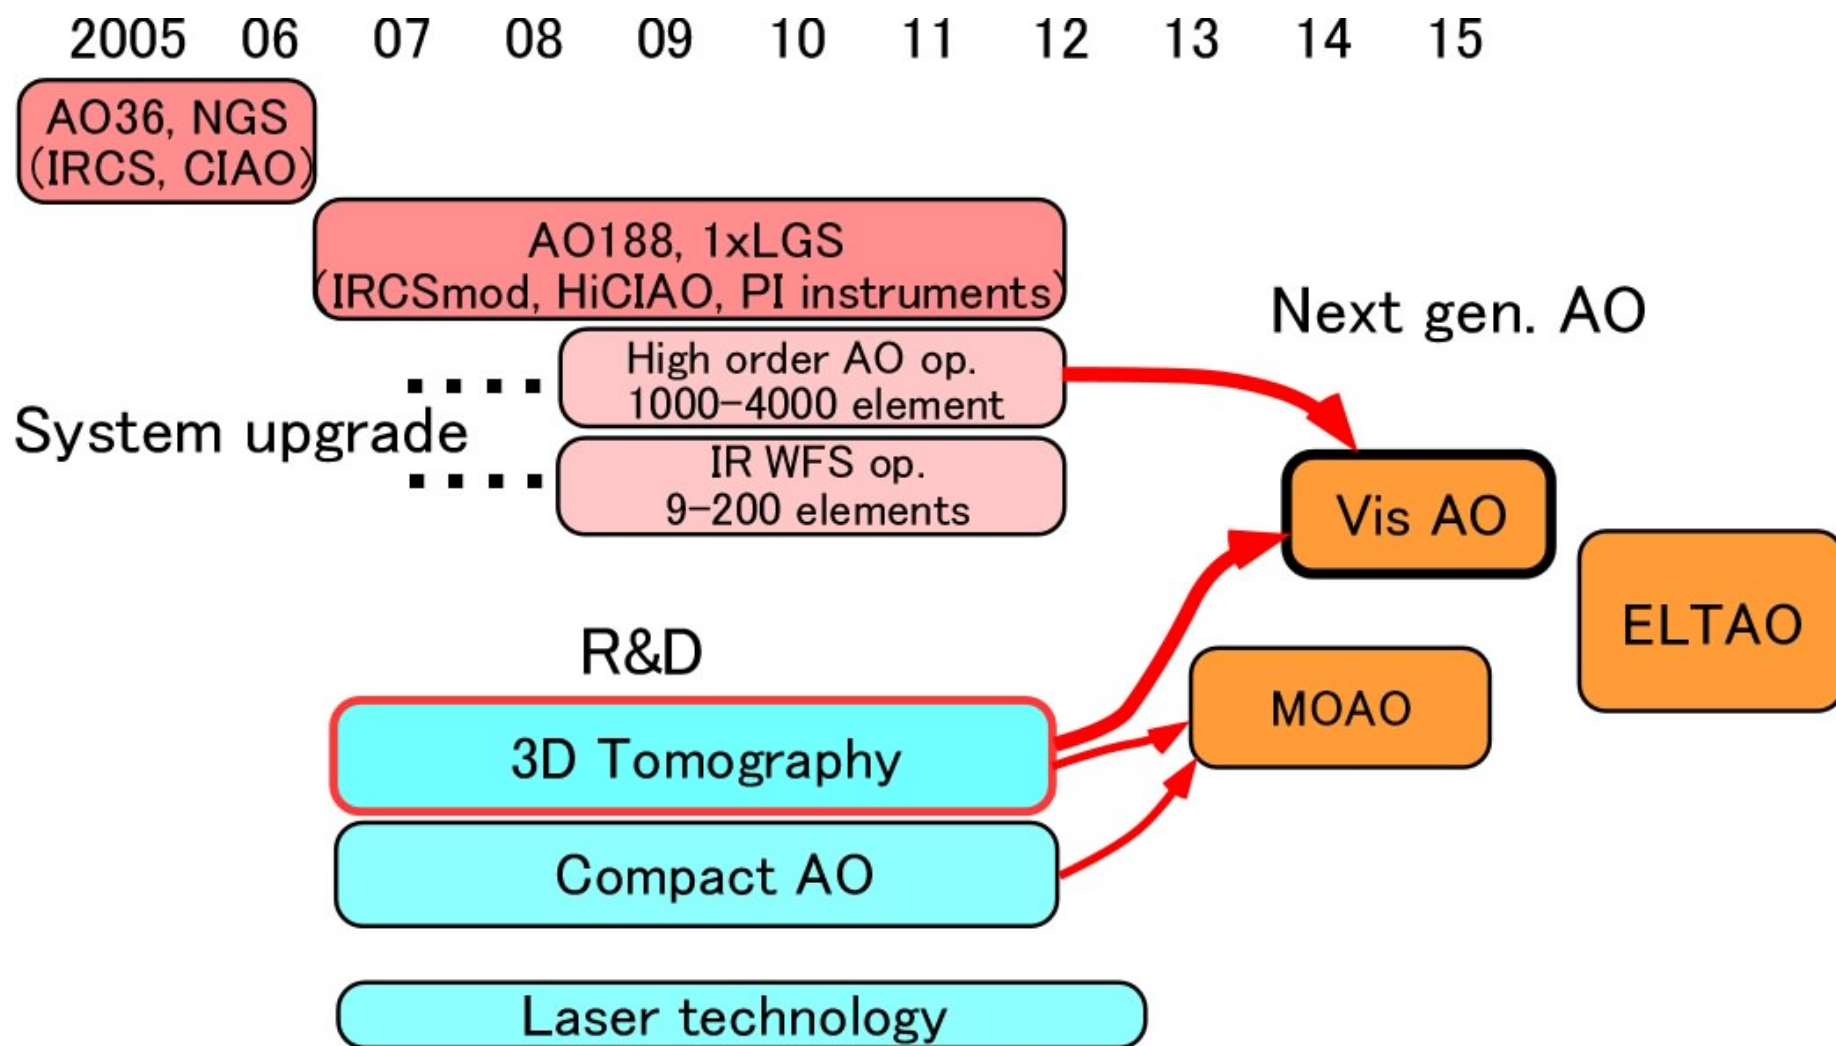 2005 06 07 08 09 10 11 12 13 14 15
AO36, NGS
(IRCS, CIAO)
AO188, 1xLGS
(IRCSmod, HiCIAO, PI instruments)
Next gen. AO
High order AO op.
1000-4000 element
System upgrade
IR WFS op.
9-200 elements
Vis AO
ELTAO
R&D
MOAO
3D Tomography
Compact AO
Laser technology